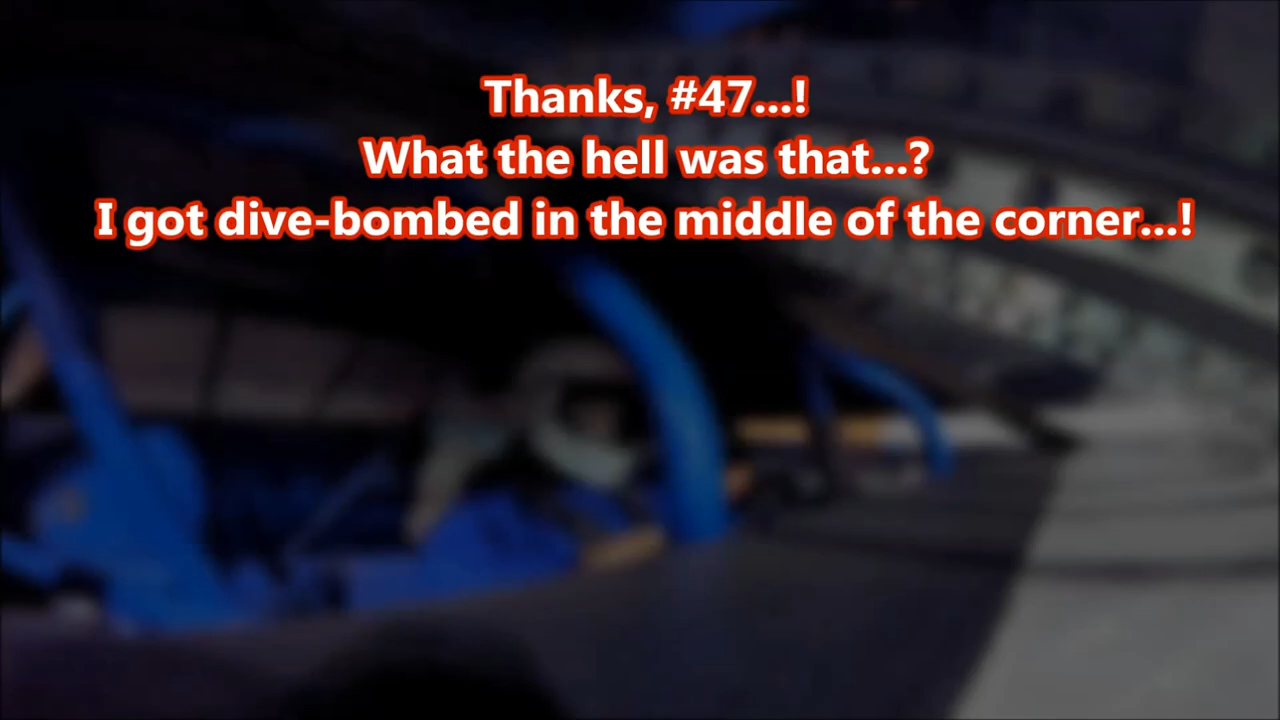 Thanks, #47...!
What the hell was that...?
I got dive-bombed in the middle of the corner...!